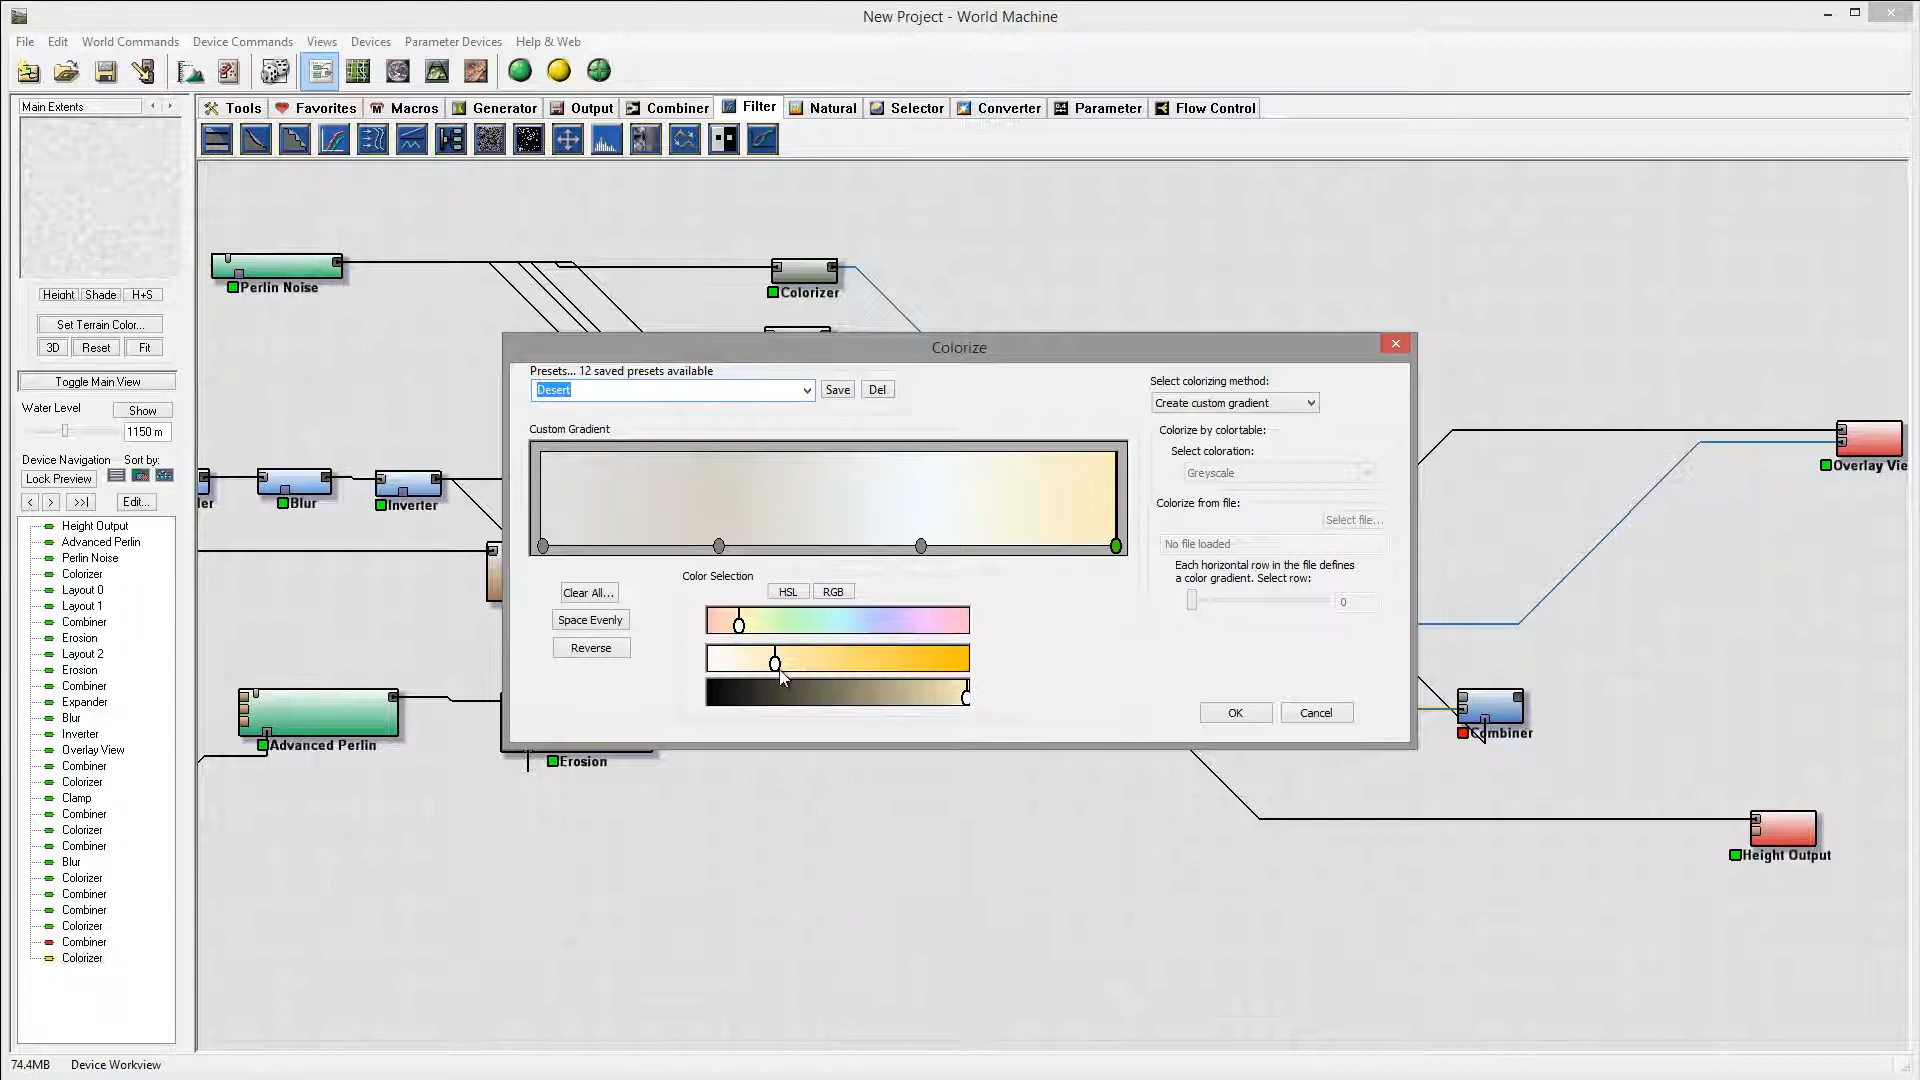 New Project - World Machine
File Edit World Commands Device Commands Views Devices Parameter Devices Help & Web
Main Extents
Tools Favorites Macros Generator Output Combiner Filter Natural Selector Converter Parameter Flow Control
Height Shade H+S
Set Terrain Color...
3D Reset Fit
Toggle Main View
Water Level Show
1150 m
Device Navigation Sort by:
Lock Preview
< > >>| Edit...
Height Output
Advanced Perlin
Perlin Noise
Colorizer
Layout 0
Layout 1
Combiner
Erosion
Layout 2
Erosion
Combiner
Expander
Blur
Inverter
Overlay View
Combiner
Colorizer
Clamp
Combiner
Colorizer
Combiner
Blur
Colorizer
Combiner
Combiner
Colorizer
Combiner
Colorizer
Perlin Noise
Colorizer
ler
Blur
Inverter
Advanced Perlin
Erosion
Overlay Vie
Combiner
Height Output
Colorize
Presets... 12 saved presets available
Desert Save Del
Custom Gradient
Clear All...
Space Evenly
Reverse
Color Selection HSL RGB
Select colorizing method:
Create custom gradient
Colorize by colortable:
Select coloration:
Greyscale
Colorize from file:
Select file...
No file loaded
Each horizontal row in the file defines
a color gradient. Select row:
0
OK Cancel
74.4MB Device Workview